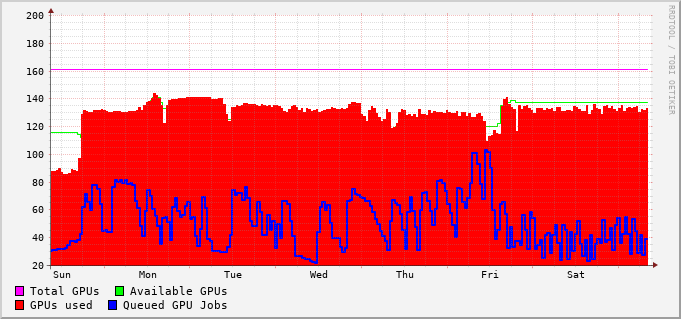 200
180
160
140
120
100
80
60
40
20
Sun Mon Tue Wed Thu Fri Sat
Total GPUs Available GPUs
GPUs used Queued GPU Jobs
RRDTOOL / TOBI OETIKER